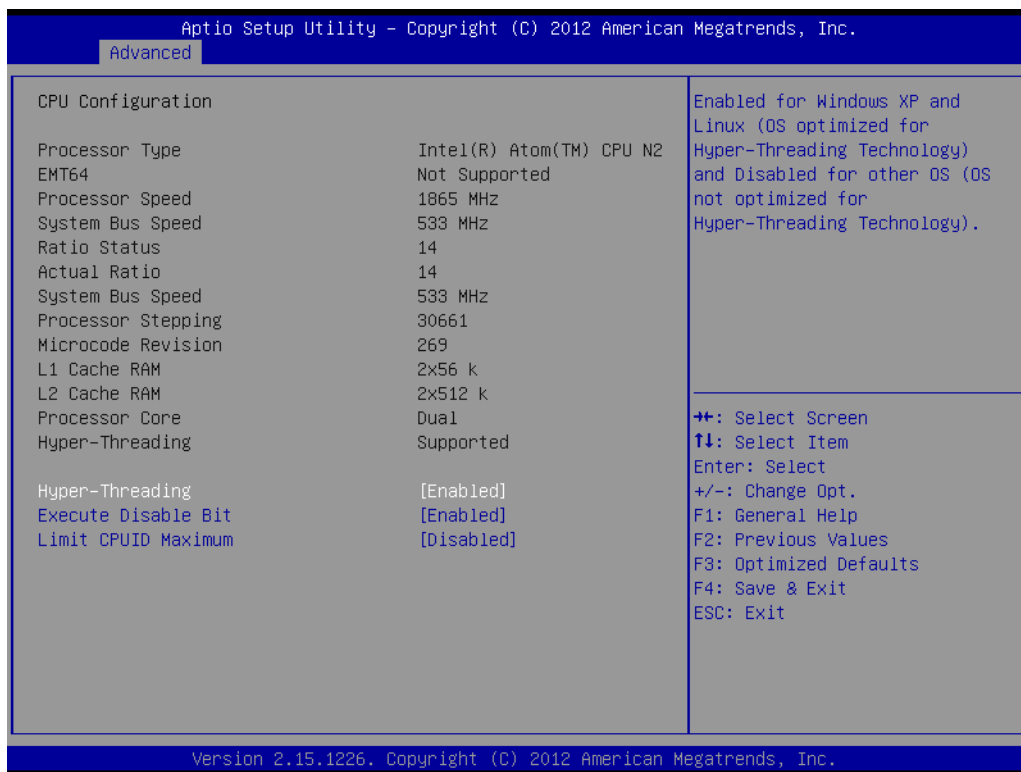 Aptio Setup Utility – Copyright (C) 2012 American Megatrends, Inc.
Advanced
CPU Configuration
Processor Type Intel(R) Atom(TM) CPU N2
EMT64 Not Supported
Processor Speed 1865 MHz
System Bus Speed 533 MHz
Ratio Status 14
Actual Ratio 14
System Bus Speed 533 MHz
Processor Stepping 30661
Microcode Revision 269
L1 Cache RAM 2x56 k
L2 Cache RAM 2x512 k
Processor Core Dual
Hyper-Threading Supported
Hyper-Threading [Enabled]
Execute Disable Bit [Enabled]
Limit CPUID Maximum [Disabled]
Enabled for Windows XP and
Linux (OS optimized for
Hyper-Threading Technology)
and Disabled for other OS (OS
not optimized for
Hyper-Threading Technology).
→←: Select Screen
↑↓: Select Item
Enter: Select
+/-: Change Opt.
F1: General Help
F2: Previous Values
F3: Optimized Defaults
F4: Save & Exit
ESC: Exit
Version 2.15.1226. Copyright (C) 2012 American Megatrends, Inc.